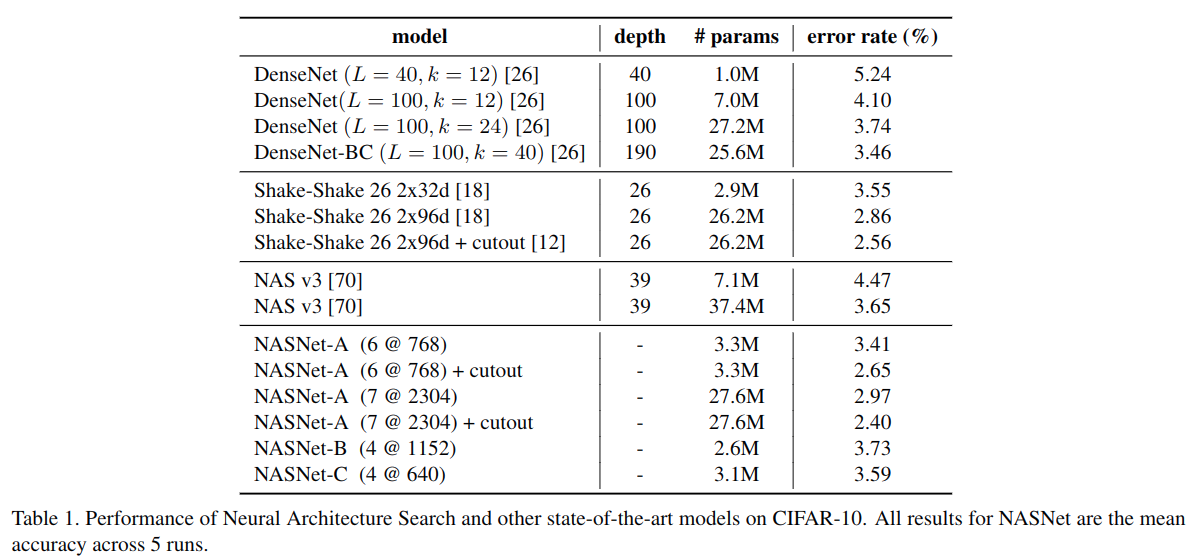 model depth # params error rate (%)
DenseNet (L = 40, k = 12) [26] 40 1.0M 5.24
DenseNet(L = 100, k = 12) [26] 100 7.0M 4.10
DenseNet (L = 100, k = 24) [26] 100 27.2M 3.74
DenseNet-BC (L = 100, k = 40) [26] 190 25.6M 3.46
Shake-Shake 26 2x32d [18] 26 2.9M 3.55
Shake-Shake 26 2x96d [18] 26 26.2M 2.86
Shake-Shake 26 2x96d + cutout [12] 26 26.2M 2.56
NAS v3 [70] 39 7.1M 4.47
NAS v3 [70] 39 37.4M 3.65
NASNet-A (6 @ 768) - 3.3M 3.41
NASNet-A (6 @ 768) + cutout - 3.3M 2.65
NASNet-A (7 @ 2304) - 27.6M 2.97
NASNet-A (7 @ 2304) + cutout - 27.6M 2.40
NASNet-B (4 @ 1152) - 2.6M 3.73
NASNet-C (4 @ 640) - 3.1M 3.59
Table 1. Performance of Neural Architecture Search and other state-of-the-art models on CIFAR-10. All results for NASNet are the mean
accuracy across 5 runs.